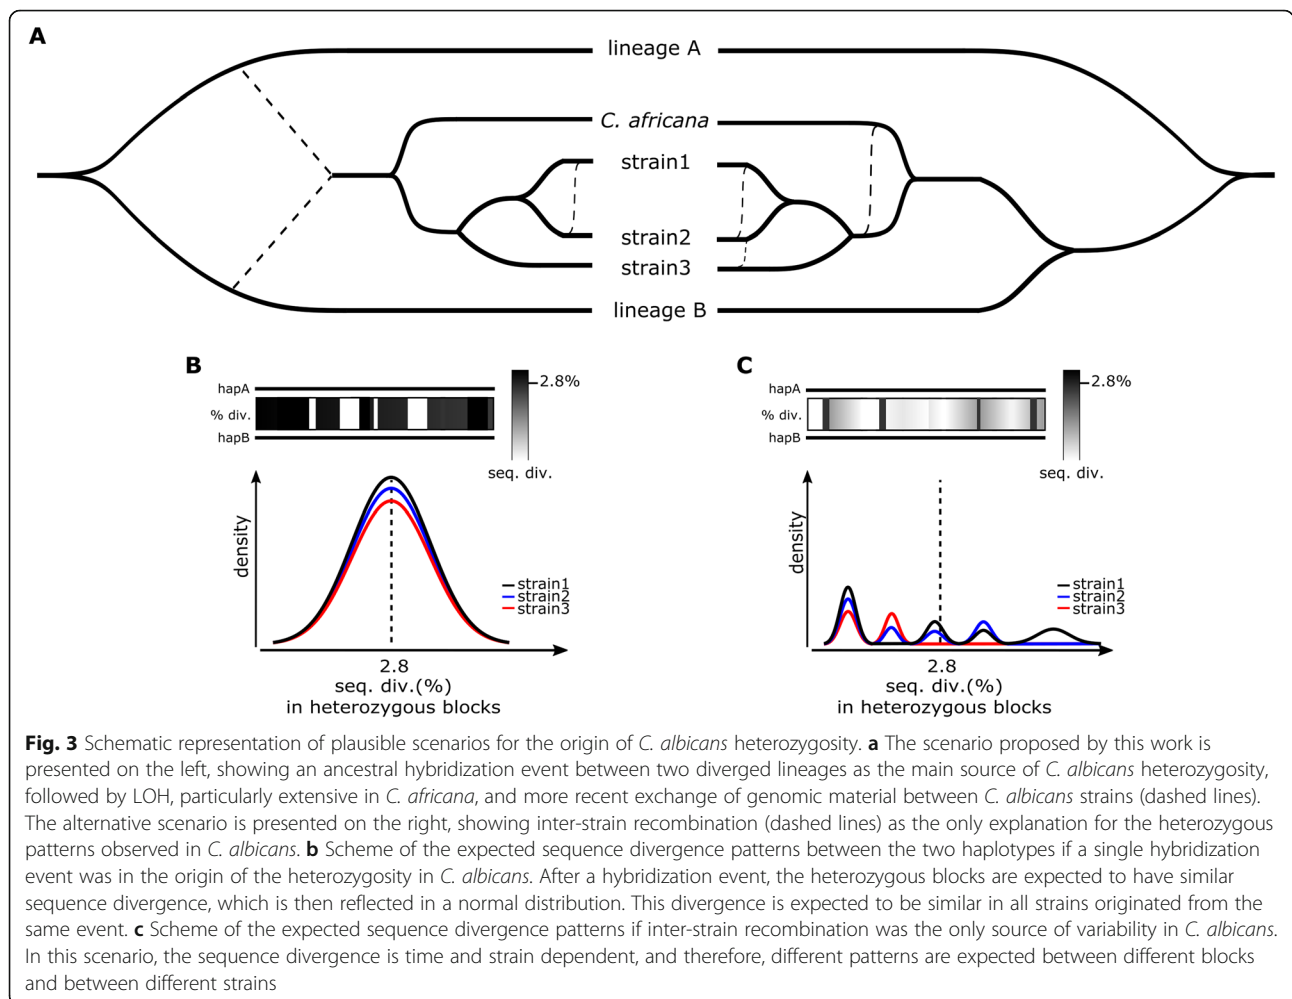 A
lineage A
C. africana
strain1
strain2
strain3
lineage B
B
hapA
% div.
hapB
2.8%
seq. div.
density
strain1
strain2
strain3
2.8
seq. div.(%)
in heterozygous blocks
C
hapA
% div.
hapB
2.8%
seq. div.
density
strain1
strain2
strain3
2.8
seq. div.(%)
in heterozygous blocks
Fig. 3 Schematic representation of plausible scenarios for the origin of C. albicans heterozygosity. a The scenario proposed by this work is
presented on the left, showing an ancestral hybridization event between two diverged lineages as the main source of C. albicans heterozygosity,
followed by LOH, particularly extensive in C. africana, and more recent exchange of genomic material between C. albicans strains (dashed lines).
The alternative scenario is presented on the right, showing inter-strain recombination (dashed lines) as the only explanation for the heterozygous
patterns observed in C. albicans. b Scheme of the expected sequence divergence patterns between the two haplotypes if a single hybridization
event was in the origin of the heterozygosity in C. albicans. After a hybridization event, the heterozygous blocks are expected to have similar
sequence divergence, which is then reflected in a normal distribution. This divergence is expected to be similar in all strains originated from the
same event. c Scheme of the expected sequence divergence patterns if inter-strain recombination was the only source of variability in C. albicans.
In this scenario, the sequence divergence is time and strain dependent, and therefore, different patterns are expected between different blocks
and between different strains